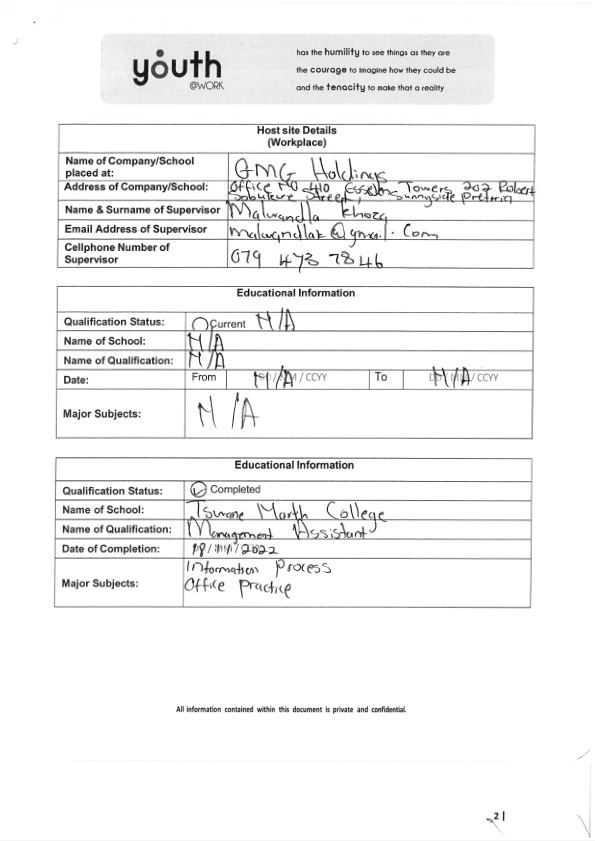 youth
@WORK
has the humility to see things as they are
the courage to imagine how they could be
and the tenacity to make that a reality
Host site Details
(Workplace)
Name of Company/School placed at: GMG Holdings
Address of Company/School: Office No 410 Esselens Towers 202 Robert
Sobukwe Street, Sunnyside Pretoria
Name & Surname of Supervisor Malwandla Khoza
Email Address of Supervisor malwandlak@gmail.com
Cellphone Number of Supervisor 079 473 7846
Educational Information
Qualification Status: Current N/A
Name of School: N/A
Name of Qualification: N/A
Date: From N/A / CCYY To N/A / CCYY
Major Subjects: N/A
Educational Information
Qualification Status: Completed
Name of School: Tswane North College
Name of Qualification: Management Assistant
Date of Completion: /2022
Major Subjects: Information Process
Office Practice
All information contained within this document is private and confidential.
2|